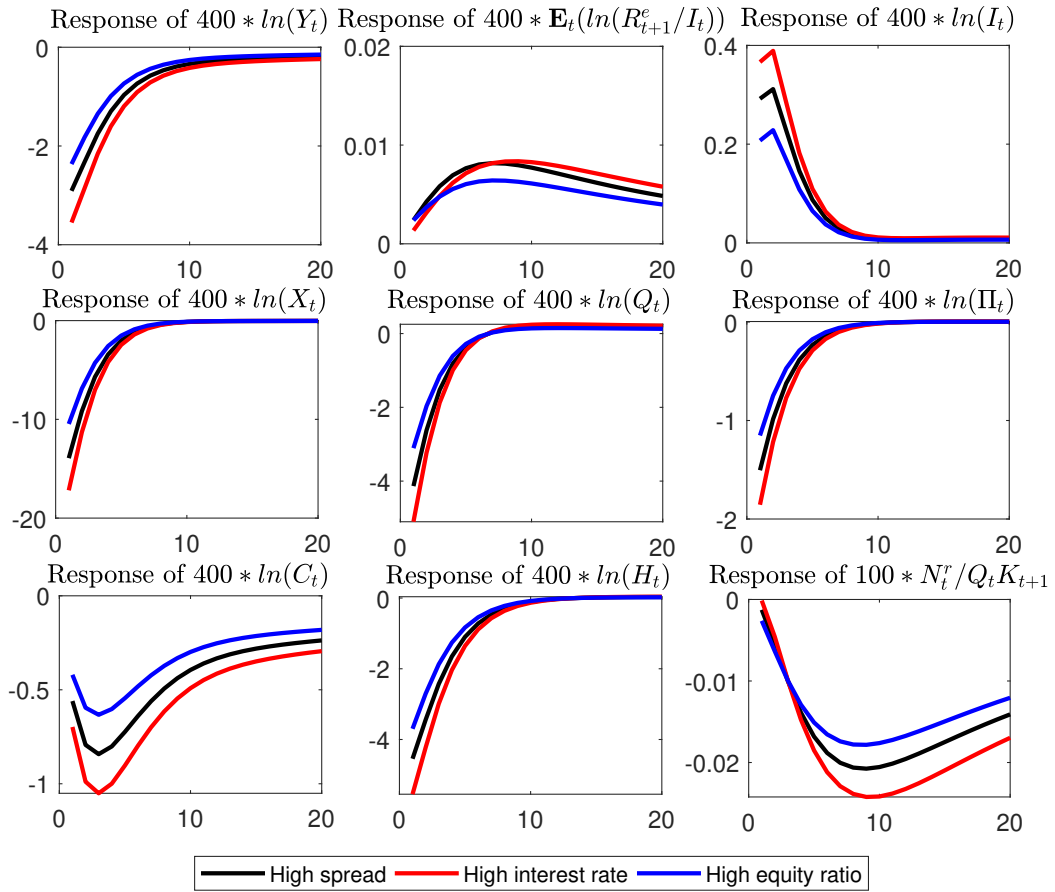 Response of 400 * ln(Y_t)
Response of 400 * E_t(ln(R^e_{t+1}/I_t))
Response of 400 * ln(I_t)
0
-2
-4
0 10 20
0.02
0.01
0
0 10 20
0.4
0.2
0
0 10 20
Response of 400 * ln(X_t)
Response of 400 * ln(Q_t)
Response of 400 * ln(Π_t)
0
-10
-20
0 10 20
0
-2
-4
0 10 20
0
-1
-2
0 10 20
Response of 400 * ln(C_t)
Response of 400 * ln(H_t)
Response of 100 * N^r_t/Q_tK_{t+1}
0
-0.5
-1
0 10 20
0
-2
-4
0 10 20
0
-0.01
-0.02
0 10 20
High spread High interest rate High equity ratio